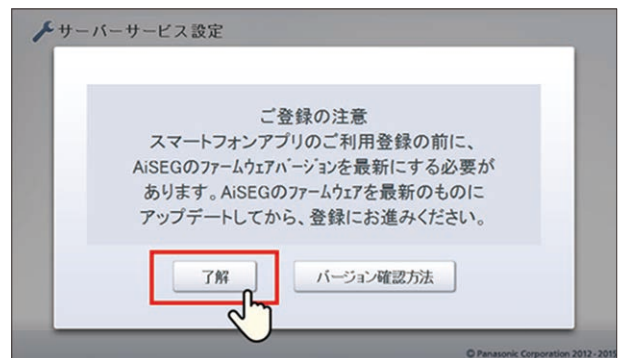 サーバーサービス設定
ご登録の注意
スマートフォンアプリのご利用登録の前に、
AiSEGのﾌｧｰﾑｳｪｱﾊﾞｰｼﾞｮﾝを最新にする必要が
あります。AiSEGのﾌｧｰﾑｳｪｱを最新のものに
アップデートしてから、登録にお進みください。
了解
バージョン確認方法
© Panasonic Corporation 2012-2015